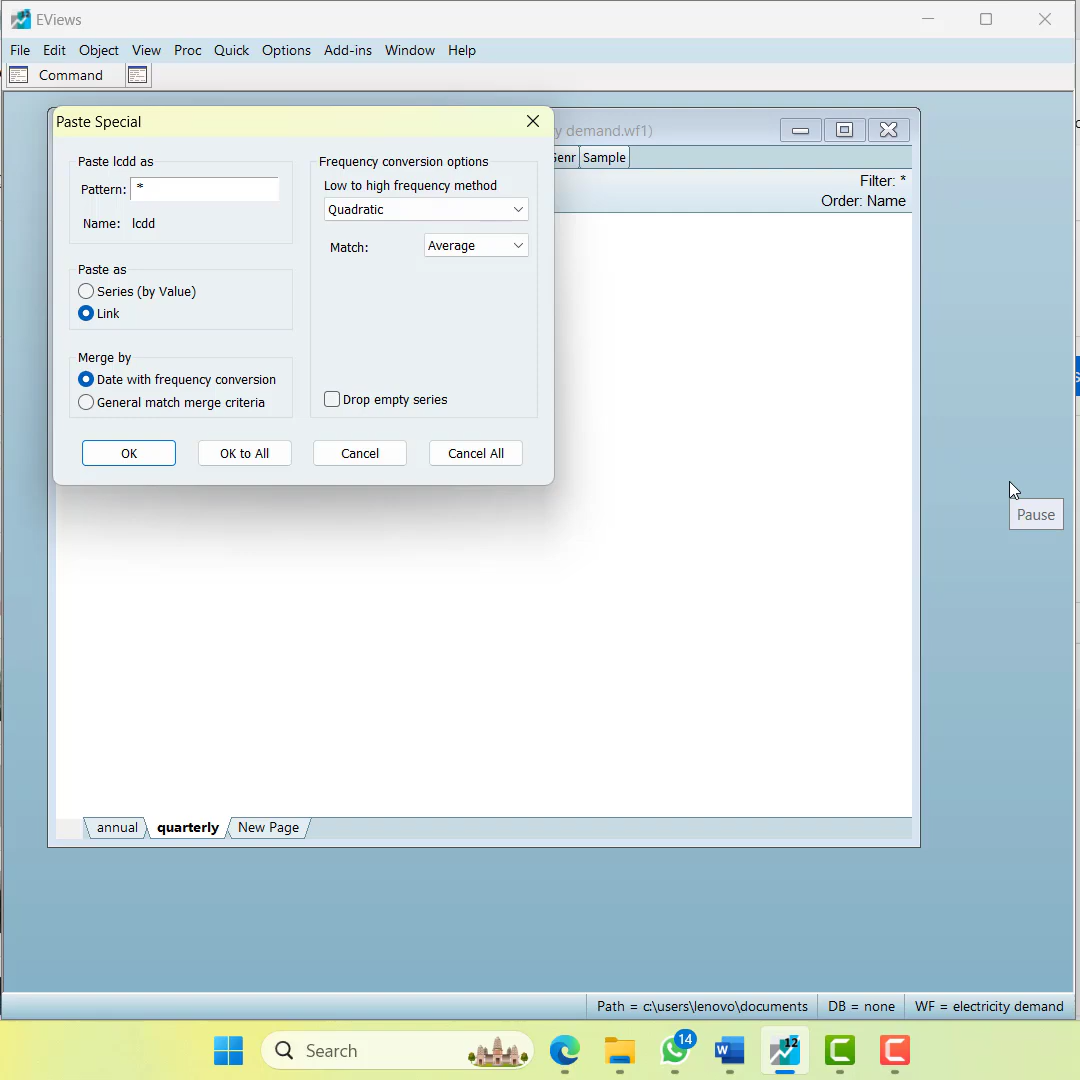 EViews
File Edit Object View Proc Quick Options Add-ins Window Help
Command
Paste Special
y demand.wf1)
Genr Sample
Filter: *
Order: Name
Paste lcdd as
Pattern: *
Name: lcdd
Paste as
Series (by Value)
Link
Merge by
Date with frequency conversion
General match merge criteria
Frequency conversion options
Low to high frequency method
Quadratic
Match: Average
Drop empty series
OK OK to All Cancel Cancel All
Pause
annual quarterly New Page
Path = c:\users\lenovo\documents DB = none WF = electricity demand
Search
14
12